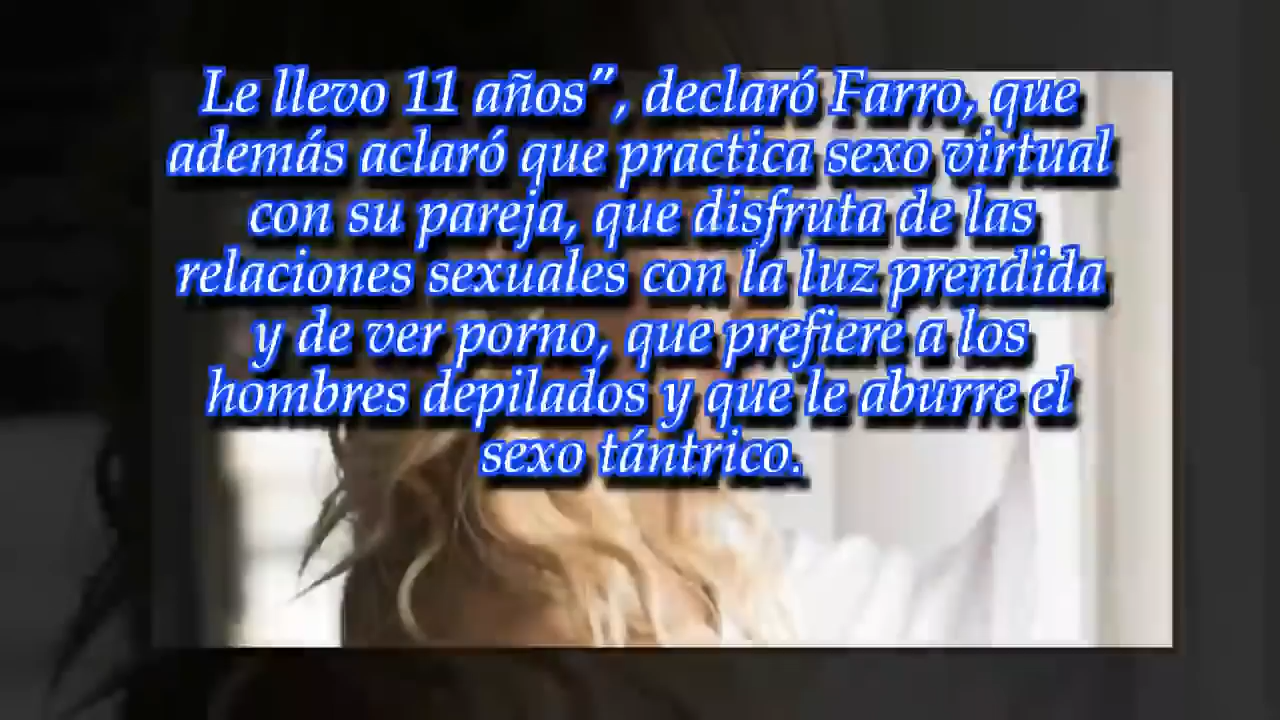 Le llevo 11 años”, declaró Farro, que
además aclaró que practica sexo virtual
con su pareja, que disfruta de las
relaciones sexuales con la luz prendida
y de ver porno, que prefiere a los
hombres depilados y que le aburre el
sexo tántrico.